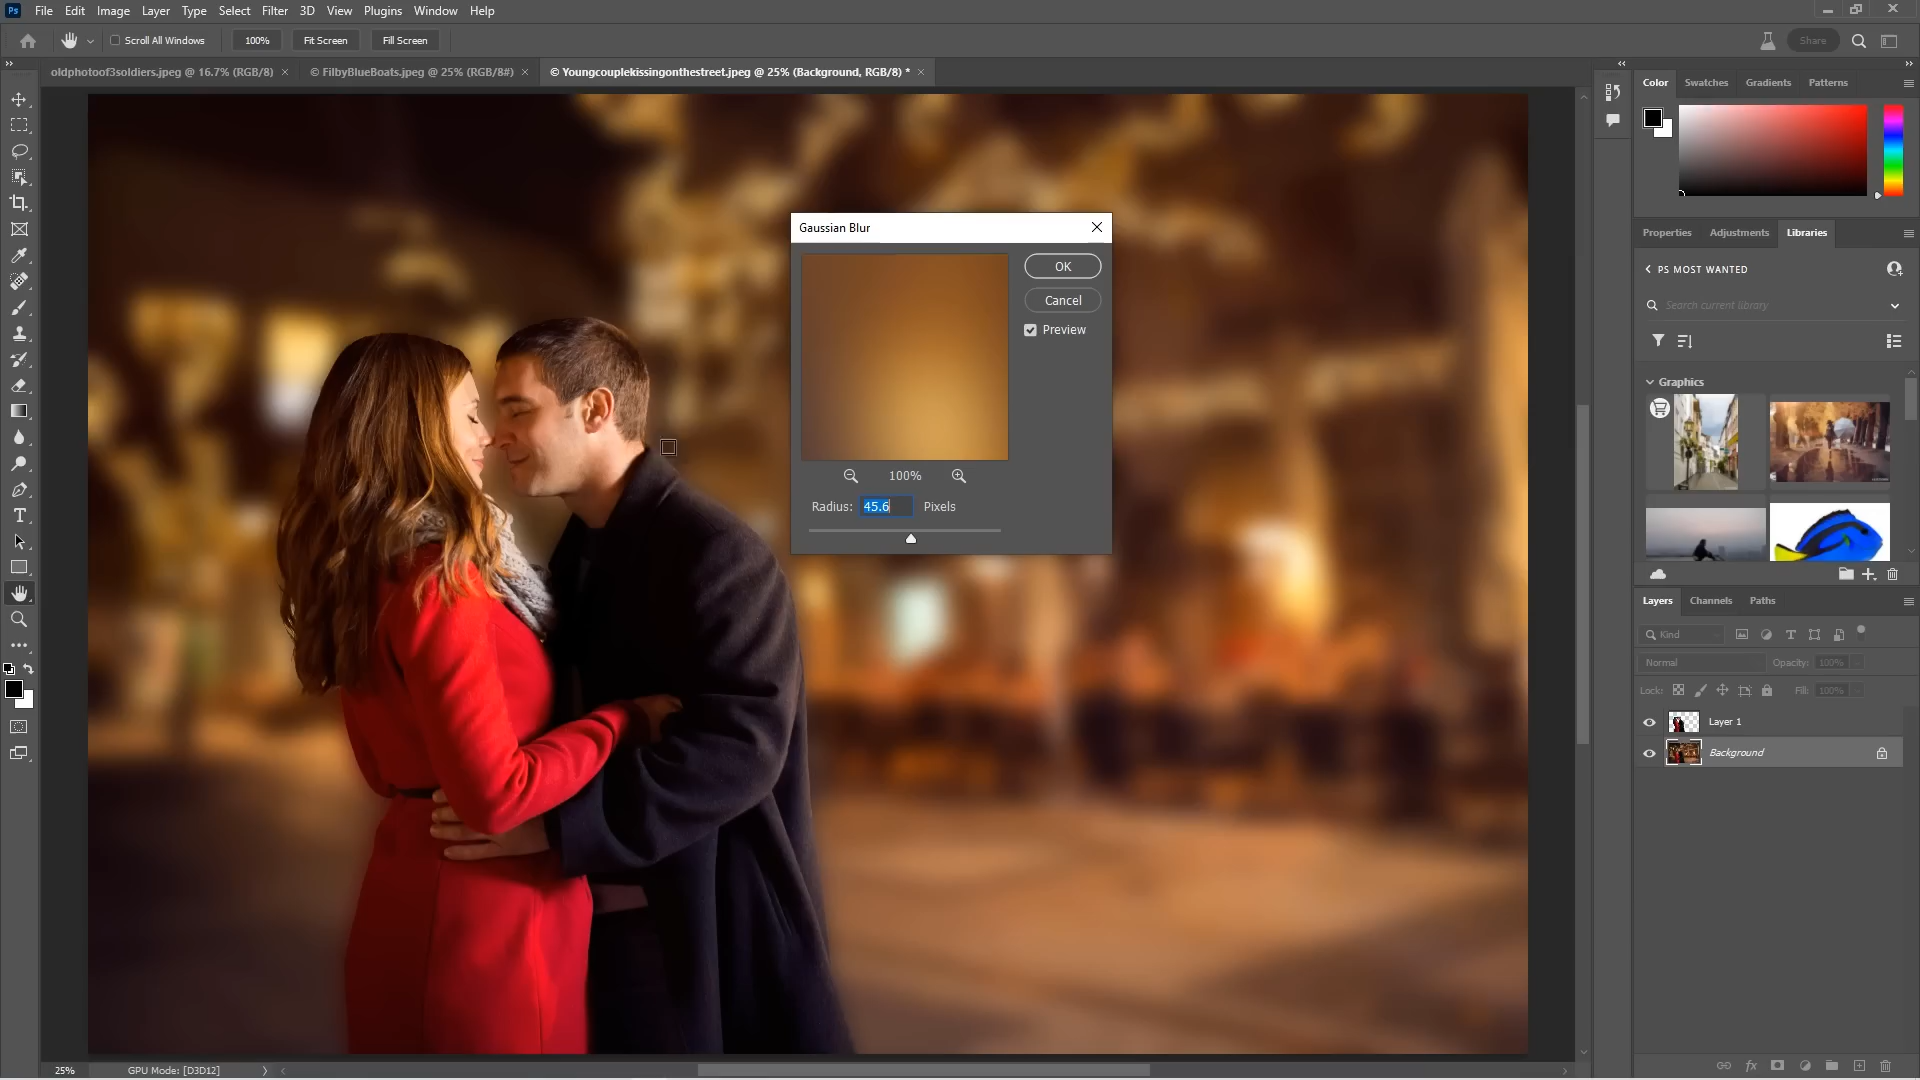 Ps File Edit Image Layer Type Select Filter 3D View Plugins Window Help
Scroll All Windows 100% Fit Screen Fill Screen Share
oldphotoof3soldiers.jpeg @ 16.7% (RGB/8) × © FilbyBlueBoats.jpeg @ 25% (RGB/8#) × © Youngcouplekissingonthestreet.jpeg @ 25% (Background, RGB/8) * ×
Color Swatches Gradients Patterns
Gaussian Blur
OK
Cancel
Preview
100%
Radius: 45.6 Pixels
Properties Adjustments Libraries
PS MOST WANTED
Search current library
Graphics
Layers Channels Paths
Kind
Normal Opacity: 100%
Lock: Fill: 100%
Layer 1
Background
25% GPU Mode: [D3D12]